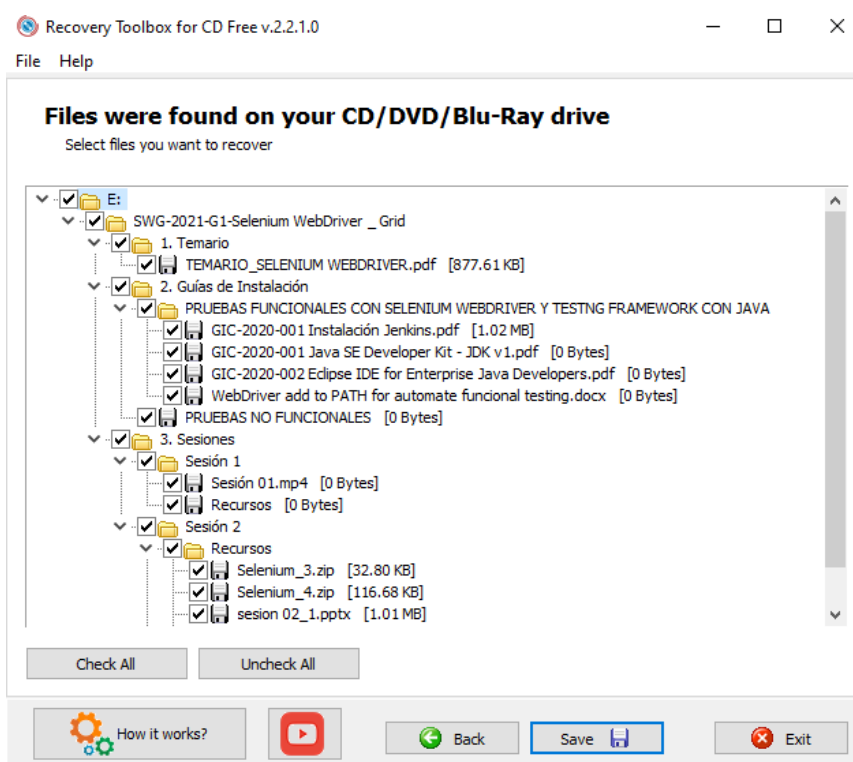 Recovery Toolbox for CD Free v.2.2.1.0
File Help
Files were found on your CD/DVD/Blu-Ray drive
Select files you want to recover
E:
SWG-2021-G1-Selenium WebDriver _ Grid
1. Temario
TEMARIO_SELENIUM WEBDRIVER.pdf [877.61 KB]
2. Guías de Instalación
PRUEBAS FUNCIONALES CON SELENIUM WEBDRIVER Y TESTNG FRAMEWORK CON JAVA
GIC-2020-001 Instalación Jenkins.pdf [1.02 MB]
GIC-2020-001 Java SE Developer Kit - JDK v1.pdf [0 Bytes]
GIC-2020-002 Eclipse IDE for Enterprise Java Developers.pdf [0 Bytes]
WebDriver add to PATH for automate funcional testing.docx [0 Bytes]
PRUEBAS NO FUNCIONALES [0 Bytes]
3. Sesiones
Sesión 1
Sesión 01.mp4 [0 Bytes]
Recursos [0 Bytes]
Sesión 2
Recursos
Selenium_3.zip [32.80 KB]
Selenium_4.zip [116.68 KB]
sesion 02_1.pptx [1.01 MB]
Check All Uncheck All
How it works? Back Save Exit